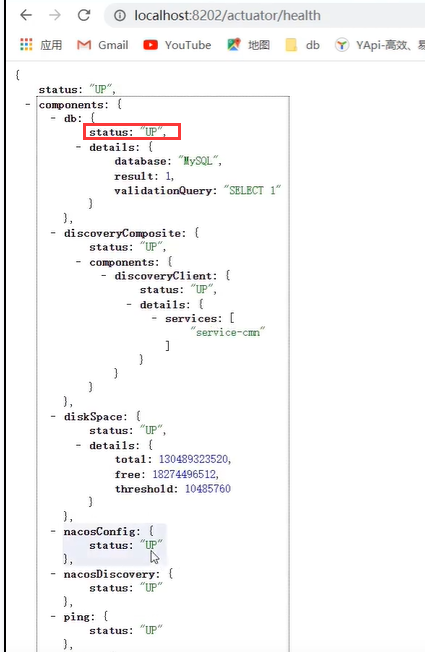 localhost:8202/actuator/health
应用 Gmail YouTube 地图 db YApi-高效、易
{
status: "UP",
- components: {
- db: {
status: "UP",
- details: {
database: "MySQL",
result: 1,
validationQuery: "SELECT 1"
}
},
- discoveryComposite: {
status: "UP",
- components: {
- discoveryClient: {
status: "UP",
- details: {
- services: [
"service-cmn"
]
}
}
}
},
- diskSpace: {
status: "UP",
- details: {
total: 130489323520,
free: 18274496512,
threshold: 10485760
}
},
- nacosConfig: {
status: "UP"
},
- nacosDiscovery: {
status: "UP"
},
- ping: {
status: "UP"
},